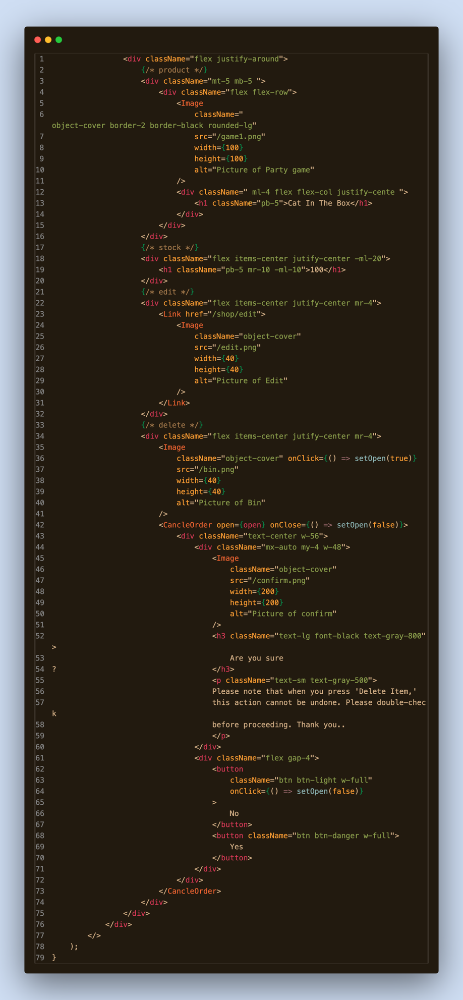 1 <div className="flex justify-around">
2 {/* product */}
3 <div className="mt-5 mb-5 ">
4 <div className="flex flex-row">
5 <Image
6 className="
object-cover border-2 border-black rounded-lg"
7 src="/game1.png"
8 width={100}
9 height={100}
10 alt="Picture of Party game"
11 />
12 <div className=" ml-4 flex flex-col justify-cente ">
13 <h1 className="pb-5">Cat In The Box</h1>
14 </div>
15 </div>
16 </div>
17 {/* stock */}
18 <div className="flex items-center jutify-center -ml-20">
19 <h1 className="pb-5 mr-10 -ml-10">100</h1>
20 </div>
21 {/* edit */}
22 <div className="flex items-center jutify-center mr-4">
23 <Link href="/shop/edit">
24 <Image
25 className="object-cover"
26 src="/edit.png"
27 width={40}
28 height={40}
29 alt="Picture of Edit"
30 />
31 </Link>
32 </div>
33 {/* delete */}
34 <div className="flex items-center jutify-center mr-4">
35 <Image
36 className="object-cover" onClick={() => setOpen(true)}
37 src="/bin.png"
38 width={40}
39 height={40}
40 alt="Picture of Bin"
41 />
42 <CancleOrder open={open} onClose={() => setOpen(false)}>
43 <div className="text-center w-56">
44 <div className="mx-auto my-4 w-48">
45 <Image
46 className="object-cover"
47 src="/confirm.png"
48 width={200}
49 height={200}
50 alt="Picture of confirm"
51 />
52 <h3 className="text-lg font-black text-gray-800"
>
53 Are you sure
54 ? </h3>
55 <p className="text-sm text-gray-500">
56 Please note that when you press 'Delete Item,'
57 this action cannot be undone. Please double-chec
k
58 before proceeding. Thank you..
59 </p>
60 </div>
61 <div className="flex gap-4">
62 <button
63 className="btn btn-light w-full"
64 onClick={() => setOpen(false)}
65 >
66 No
67 </button>
68 <button className="btn btn-danger w-full">
69 Yes
70 </button>
71 </div>
72 </div>
73 </CancleOrder>
74 </div>
75 </div>
76 </div>
77 </>
78 );
79 }